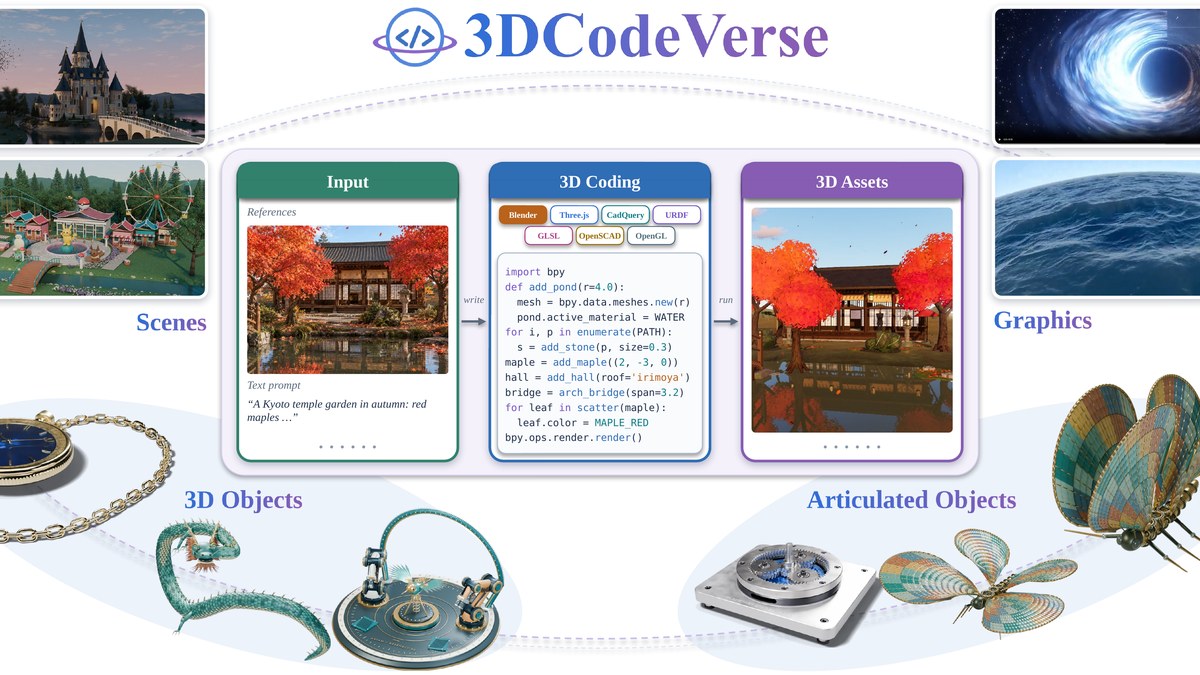 </> 3DCodeVerse
Input
References
Text prompt
“A Kyoto temple garden in autumn: red
maples …”
write
3D Coding
Blender Three.js CadQuery URDF
GLSL OpenSCAD OpenGL
import bpy
def add_pond(r=4.0):
  mesh = bpy.data.meshes.new(r)
  pond.active_material = WATER
for i, p in enumerate(PATH):
  s = add_stone(p, size=0.3)
maple = add_maple((2, -3, 0))
hall = add_hall(roof='irimoya')
bridge = arch_bridge(span=3.2)
for leaf in scatter(maple):
  leaf.color = MAPLE_RED
bpy.ops.render.render()
run
3D Assets
Scenes
Graphics
3D Objects
Articulated Objects